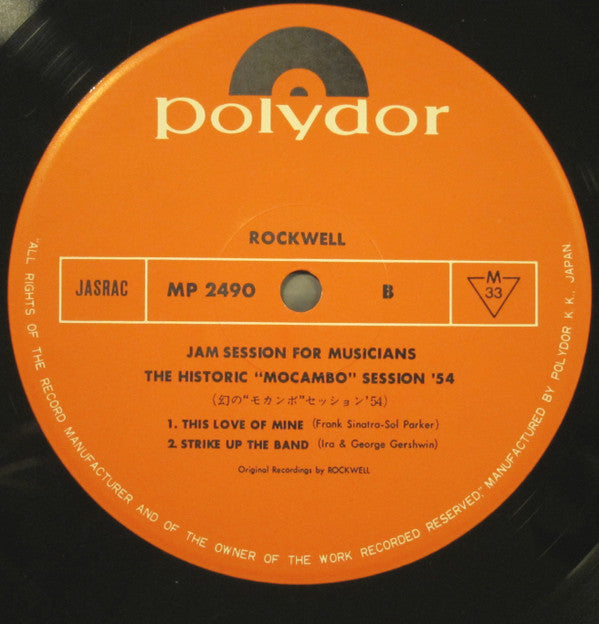 polydor
ROCKWELL
JASRAC MP 2490 B M 33
JAM SESSION FOR MUSICIANS
THE HISTORIC "MOCAMBO" SESSION '54
(幻の"モカンボ"セッション'54)
1. THIS LOVE OF MINE (Frank Sinatra-Sol Parker)
2. STRIKE UP THE BAND (Ira & George Gershwin)
Original Recordings by ROCKWELL
"ALL RIGHTS OF THE RECORD MANUFACTURER AND OF THE OWNER OF THE WORK RECORDED RESERVED." MANUFACTURED BY POLYDOR K.K., JAPAN.